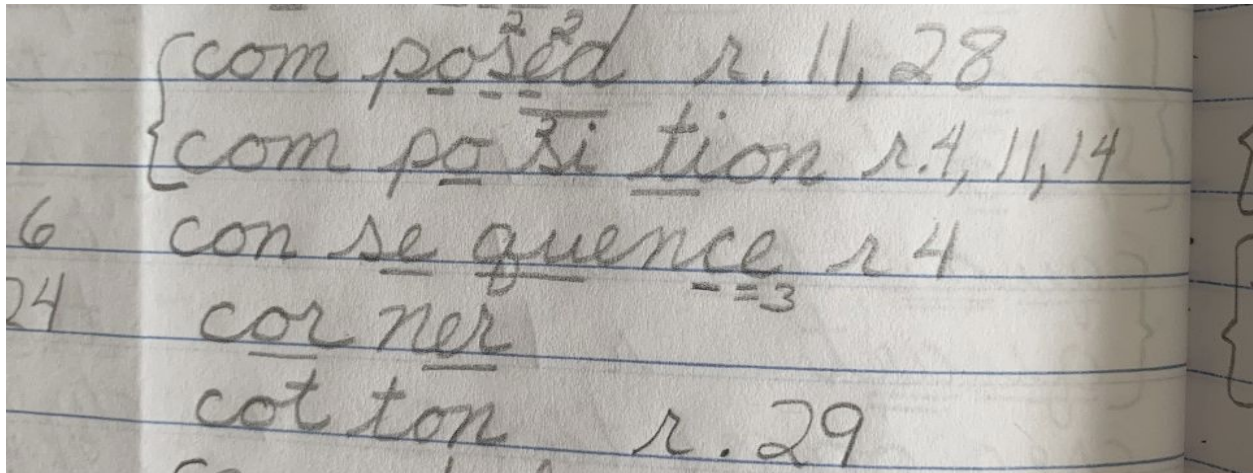 com posed r. 11, 28
com po si tion r. 4, 11, 14
6 con se quence r 4
24 cor ner
cot ton r. 29